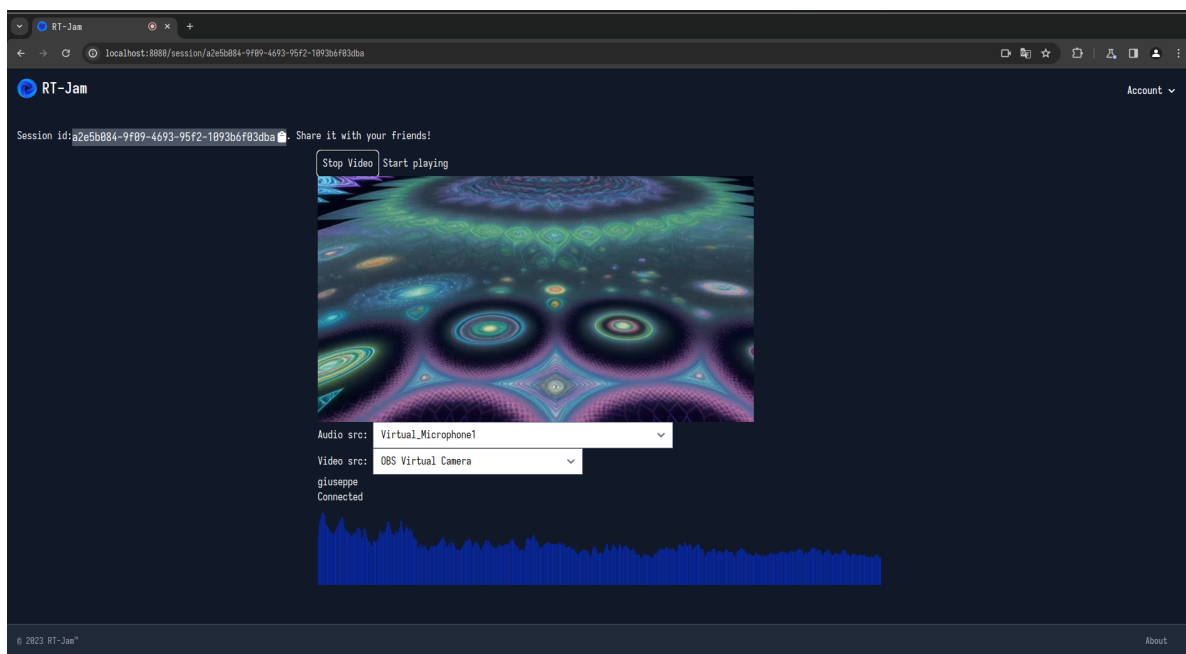 RT-Jam
localhost:8080/session/a2e5b084-9f09-4693-95f2-1093b6f03dba
RT-Jam
Account
Session id:a2e5b084-9f09-4693-95f2-1093b6f03dba. Share it with your friends!
Stop Video Start playing
Audio src: Virtual_Microphone1
Video src: OBS Virtual Camera
giuseppe
Connected
© 2023 RT-Jam™
About